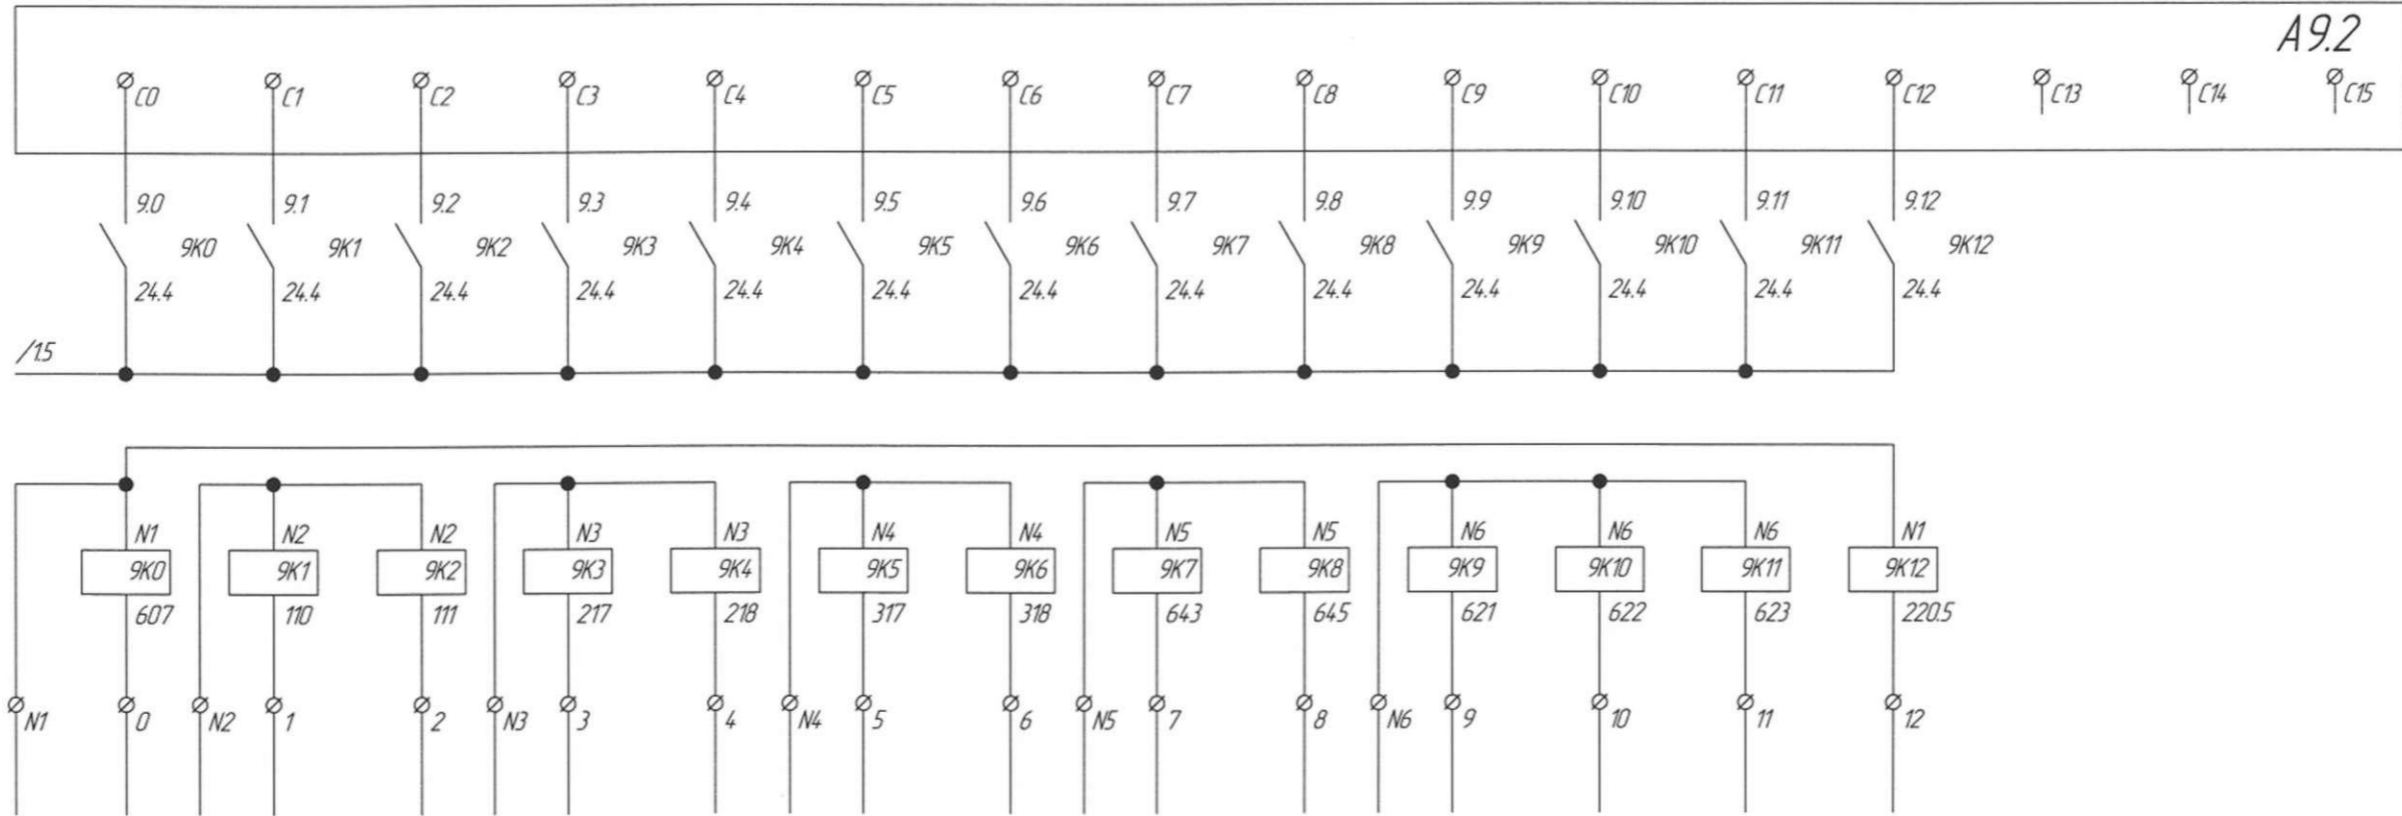 A9.2
C0 C1 C2 C3 C4 C5 C6 C7 C8 C9 C10 C11 C12 C13 C14 C15
9.0 9.1 9.2 9.3 9.4 9.5 9.6 9.7 9.8 9.9 9.10 9.11 9.12
9K0 9K1 9K2 9K3 9K4 9K5 9K6 9K7 9K8 9K9 9K10 9K11 9K12
24.4 24.4 24.4 24.4 24.4 24.4 24.4 24.4 24.4 24.4 24.4 24.4 24.4
/1.5
N1 N2 N2 N3 N3 N4 N4 N5 N5 N6 N6 N6 N1
9K0 9K1 9K2 9K3 9K4 9K5 9K6 9K7 9K8 9K9 9K10 9K11 9K12
607 110 111 217 218 317 318 643 645 621 622 623 220.5
N1 0 N2 1 2 N3 3 4 N4 5 6 N5 7 8 N6 9 10 11 12